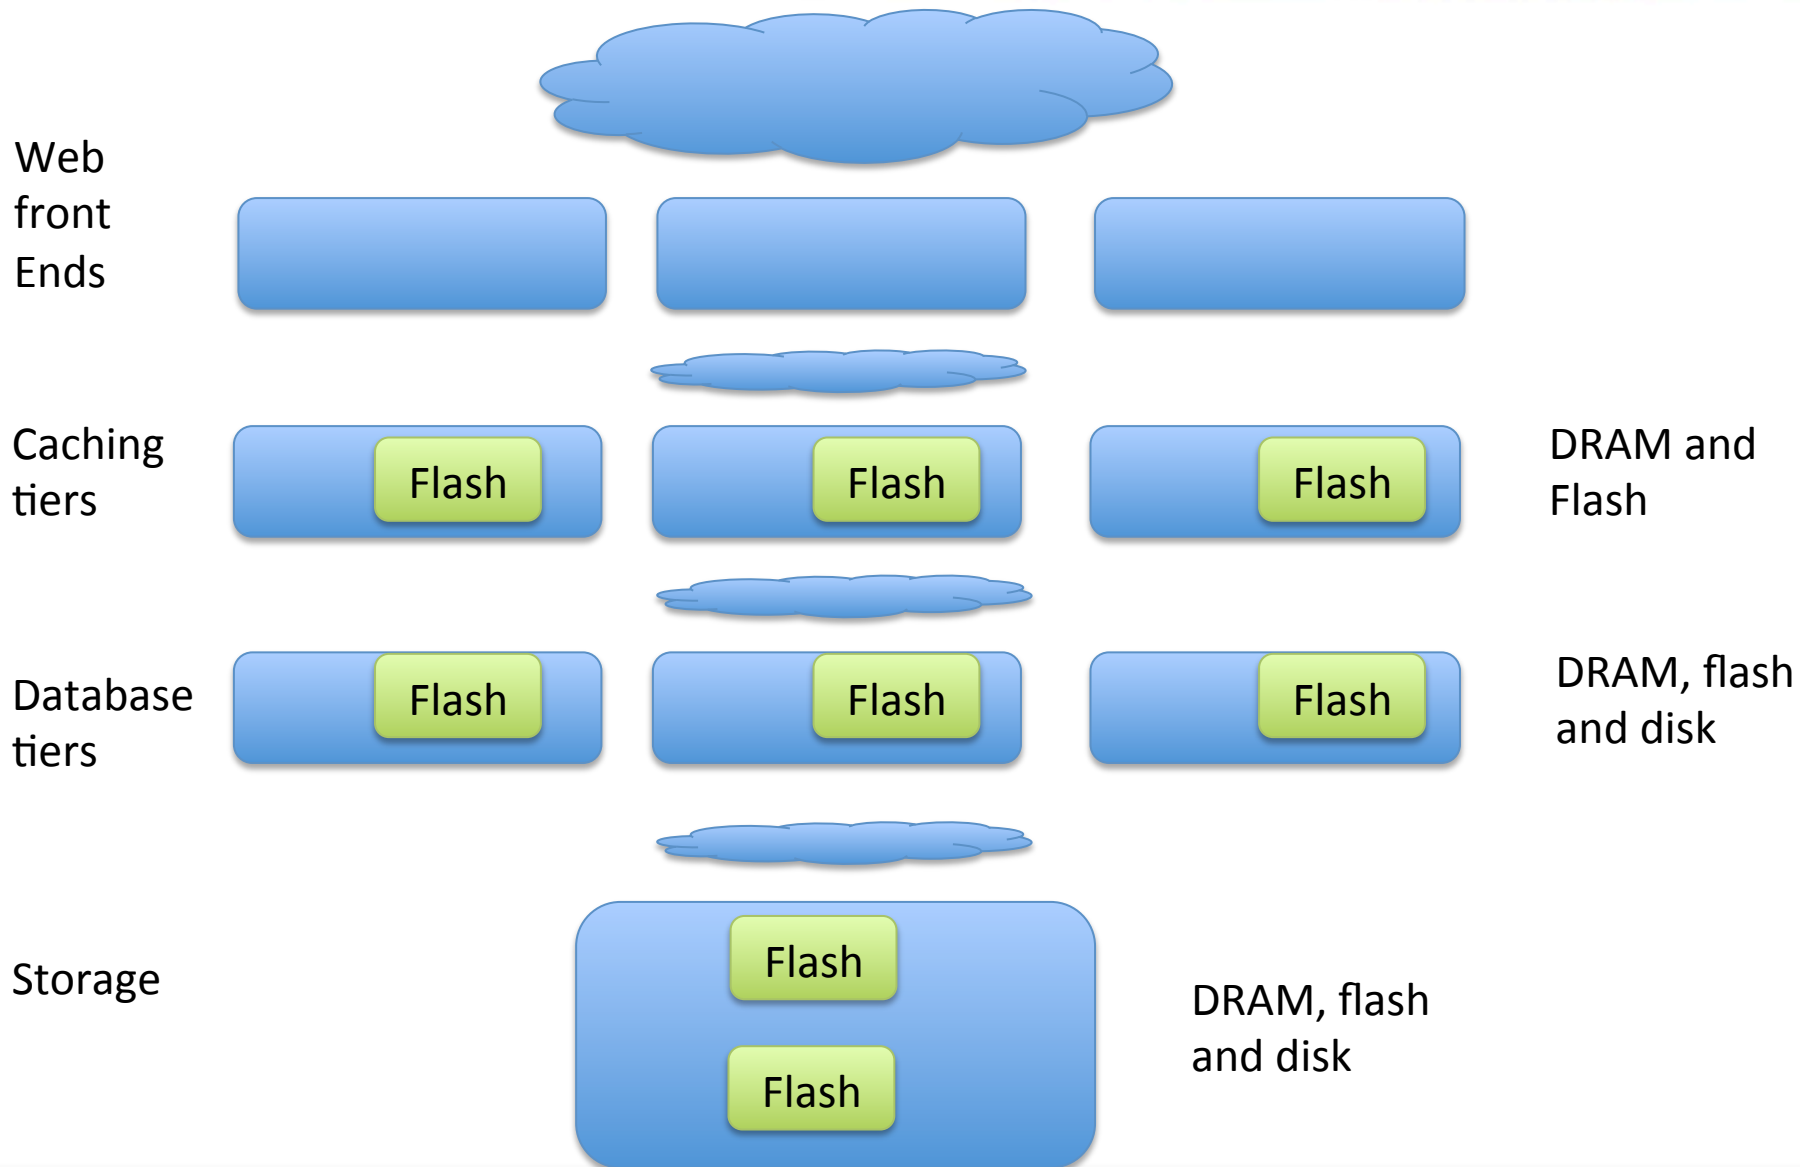 Web
front
Ends
Caching
tiers
Flash
Flash
Flash
DRAM and
Flash
Database
tiers
Flash
Flash
Flash
DRAM, flash
and disk
Storage
Flash
Flash
DRAM, flash
and disk